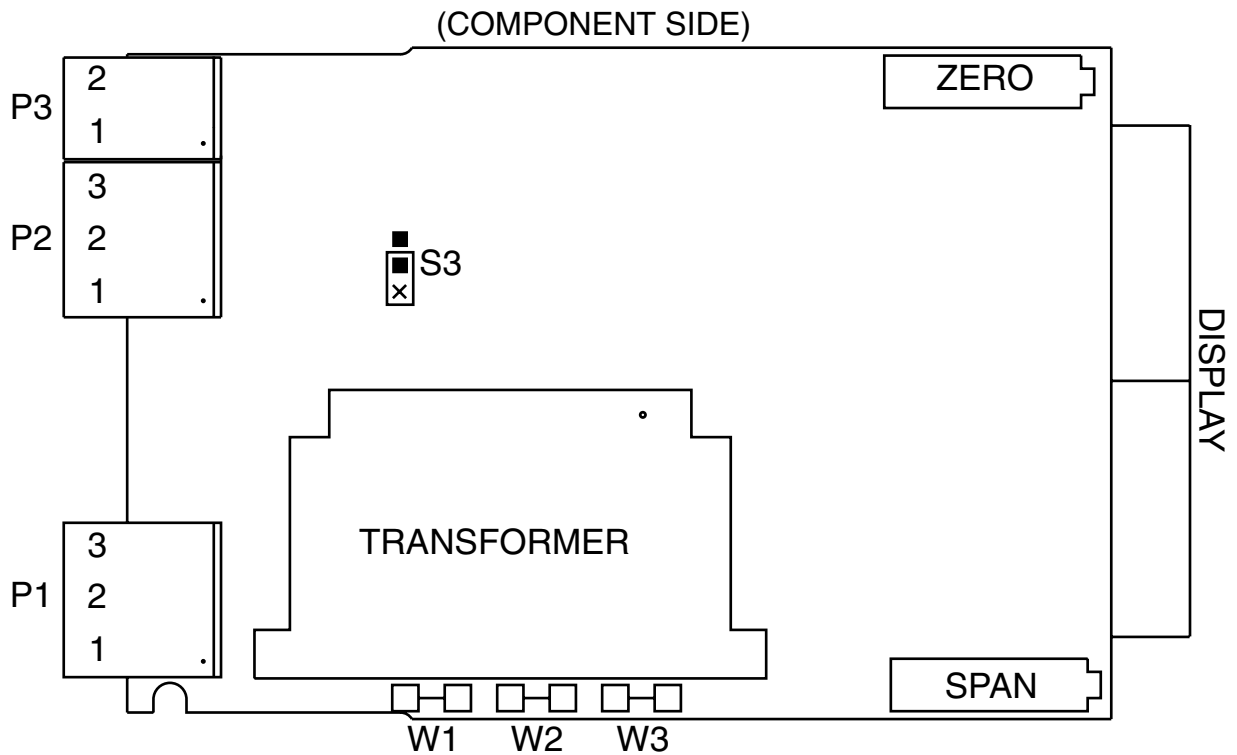 (COMPONENT SIDE)
P3
2
1
ZERO
P2
3
2
1
S3
DISPLAY
TRANSFORMER
P1
3
2
1
SPAN
W1 W2 W3